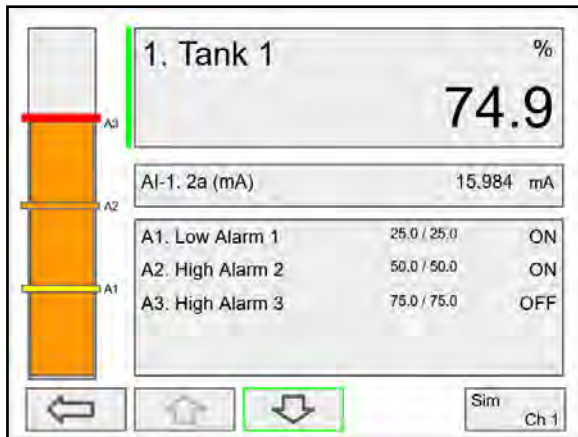 1. Tank 1 %
74.9
AI-1. 2a (mA) 15.984 mA
A3
A2
A1
A1. Low Alarm 1 25.0 / 25.0 ON
A2. High Alarm 2 50.0 / 50.0 ON
A3. High Alarm 3 75.0 / 75.0 OFF
Sim
Ch 1